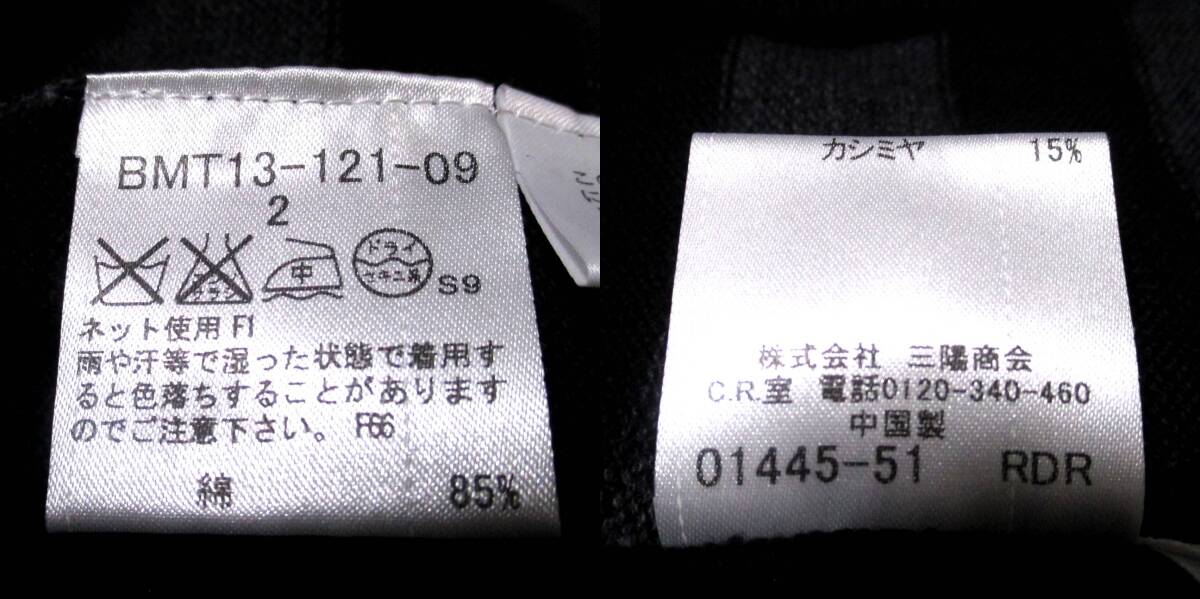 BMT13-121-09
2
中
ドライ
セキユ系
S9
ネット使用 F1
雨や汗等で湿った状態で着用す
ると色落ちすることがあります
のでご注意下さい。 F66
綿 85%
カシミヤ 15%
株式会社 三陽商会
C.R.室 電話0120-340-460
中国製
01445-51 RDR